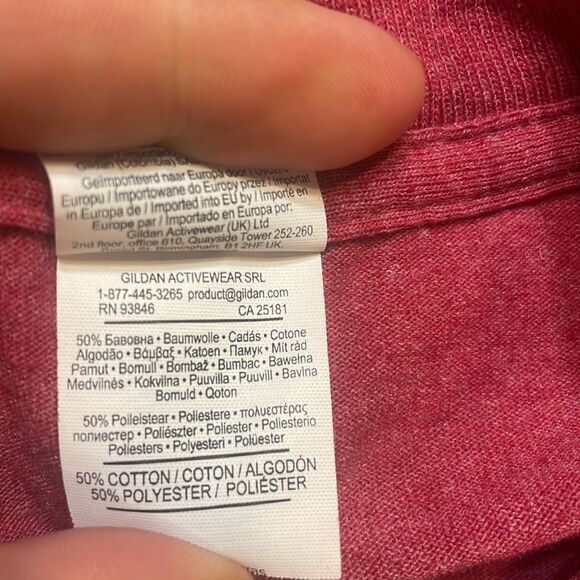 Gildan (Colombia)
Geïmporteerd naar Europa door /
Europu / Importowane do Europy przez / Importat
in Europa de / Imported into EU by / Importé en
Europe par / Importado en Europa por:
Gildan Activewear (UK) Ltd
2nd floor, office 610, Quayside Tower 252-260
Birmingham, B1 2HF UK
GILDAN ACTIVEWEAR SRL
1-877-445-3265 product@gildan.com
RN 93846 CA 25181
50% Бавовна • Baumwolle • Cadás • Cotone
Algodão • Βάμβαξ • Katoen • Памук • Mit rád
Pamut • Bomull • Bombaž • Bumbac • Bawełna
Medvilnės • Kokvilna • Puuvilla • Puuvill • Bavlna
Bomuld • Qoton
50% Poileistear • Poliestere • πολυεστέρας
полиестер • Poliészter • Poliester • Poliesterio
Poliesters • Polyesteri • Polüester
50% COTTON / COTON / ALGODÓN
50% POLYESTER / POLIÉSTER